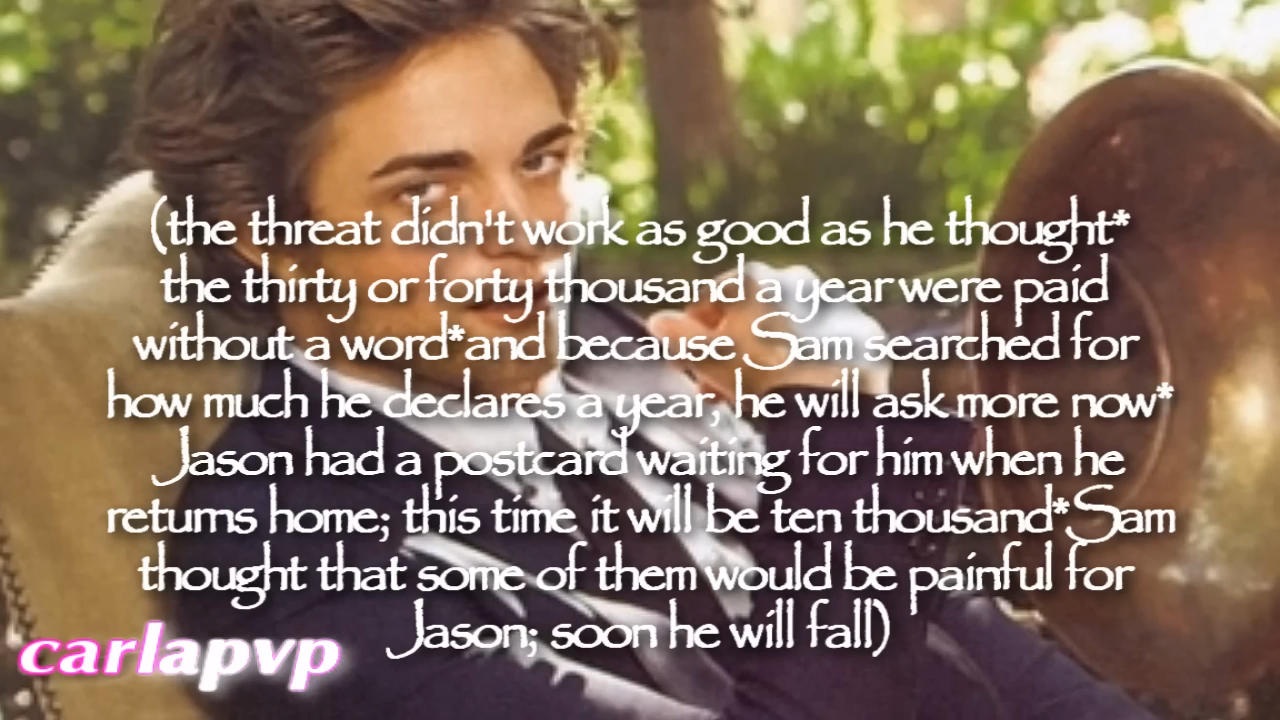 (the threat didn't work as good as he thought*
the thirty or forty thousand a year were paid
without a word*and because Sam searched for
how much he declares a year, he will ask more now*
Jason had a postcard waiting for him when he
returns home; this time it will be ten thousand*Sam
thought that some of them would be painful for
Jason; soon he will fall)
carlapvp